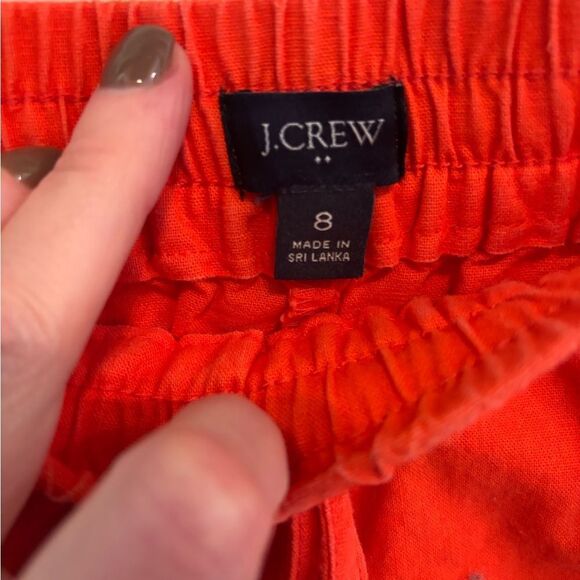 J.CREW
8
MADE IN
SRI LANKA